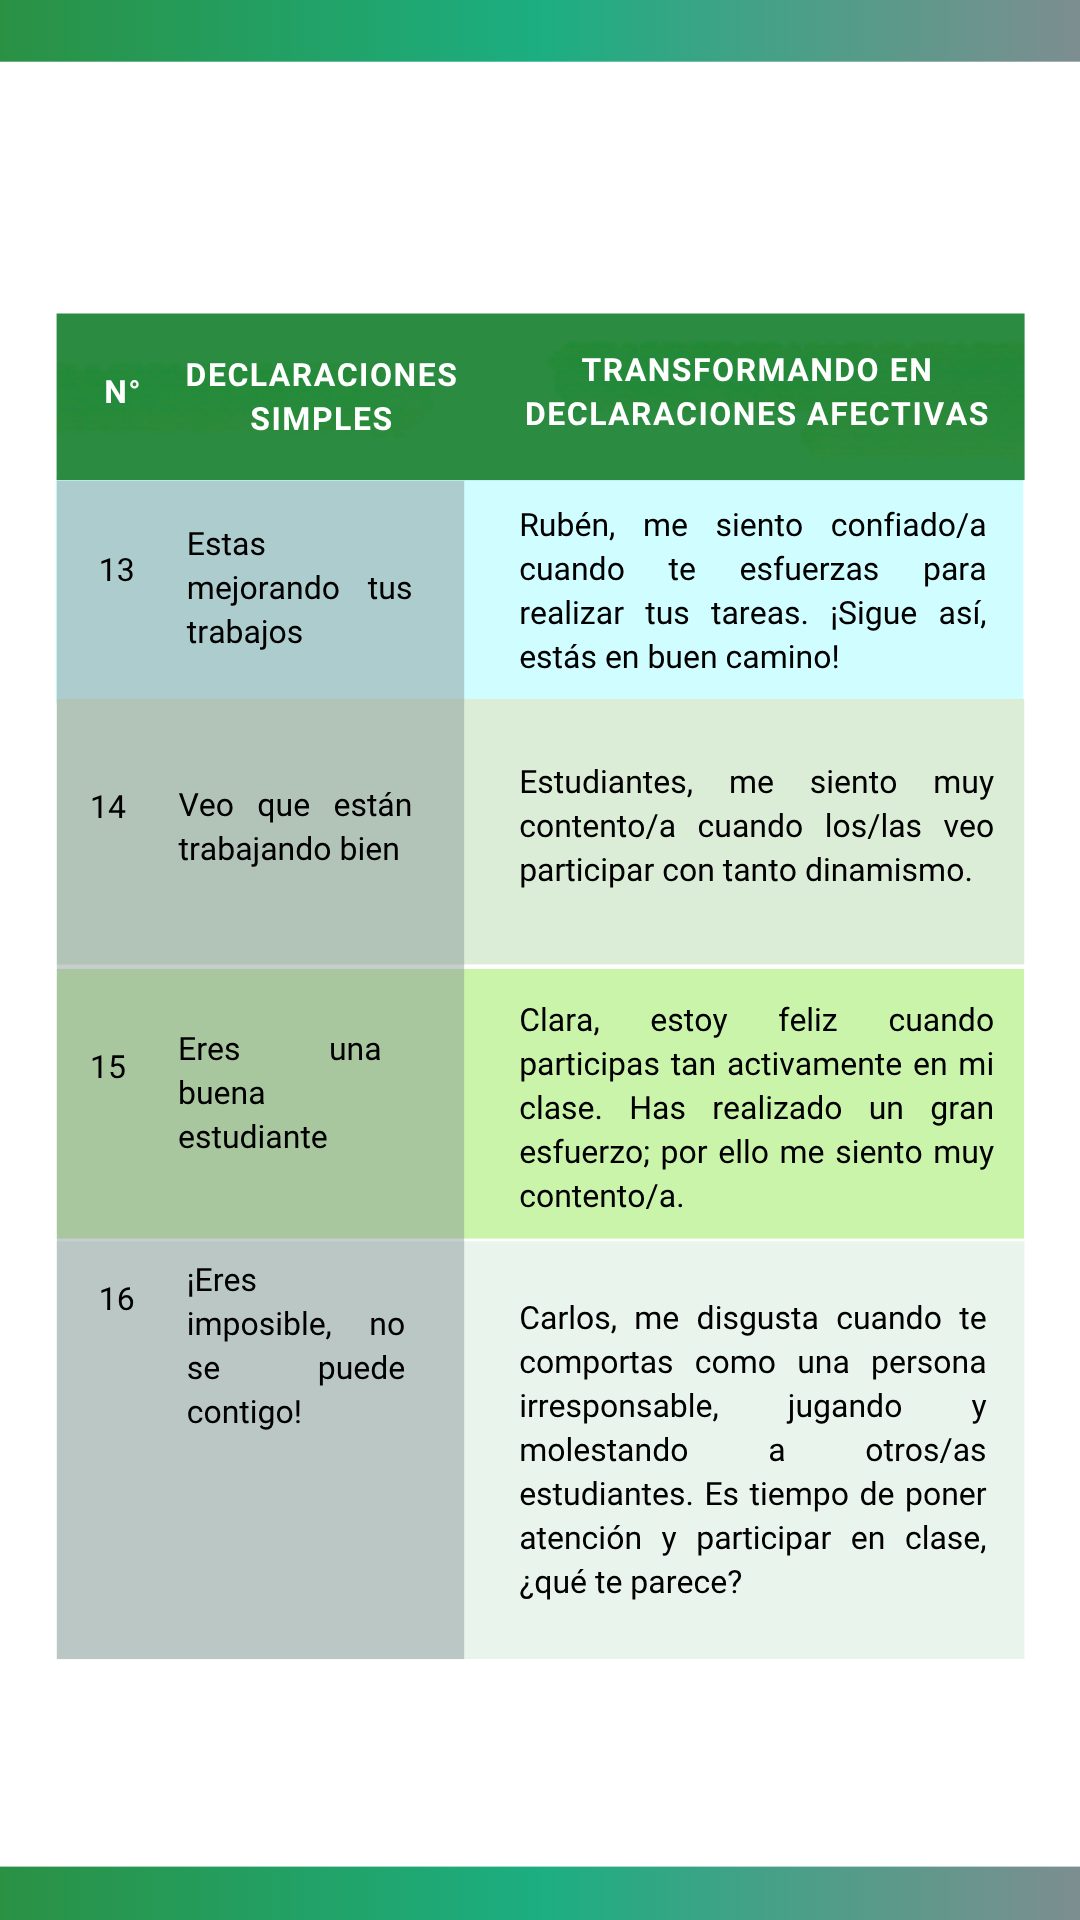 N°
DECLARACIONES
SIMPLES
TRANSFORMANDO EN
DECLARACIONES AFECTIVAS
13
Estas
mejorando tus
trabajos
Rubén, me siento confiado/a
cuando te esfuerzas para
realizar tus tareas. ¡Sigue así,
estás en buen camino!
14
Veo que están
trabajando bien
Estudiantes, me siento muy
contento/a cuando los/las veo
participar con tanto dinamismo.
15
Eres una
buena
estudiante
Clara, estoy feliz cuando
participas tan activamente en mi
clase. Has realizado un gran
esfuerzo; por ello me siento muy
contento/a.
16
¡Eres
imposible, no
se puede
contigo!
Carlos, me disgusta cuando te
comportas como una persona
irresponsable, jugando y
molestando a otros/as
estudiantes. Es tiempo de poner
atención y participar en clase,
¿qué te parece?